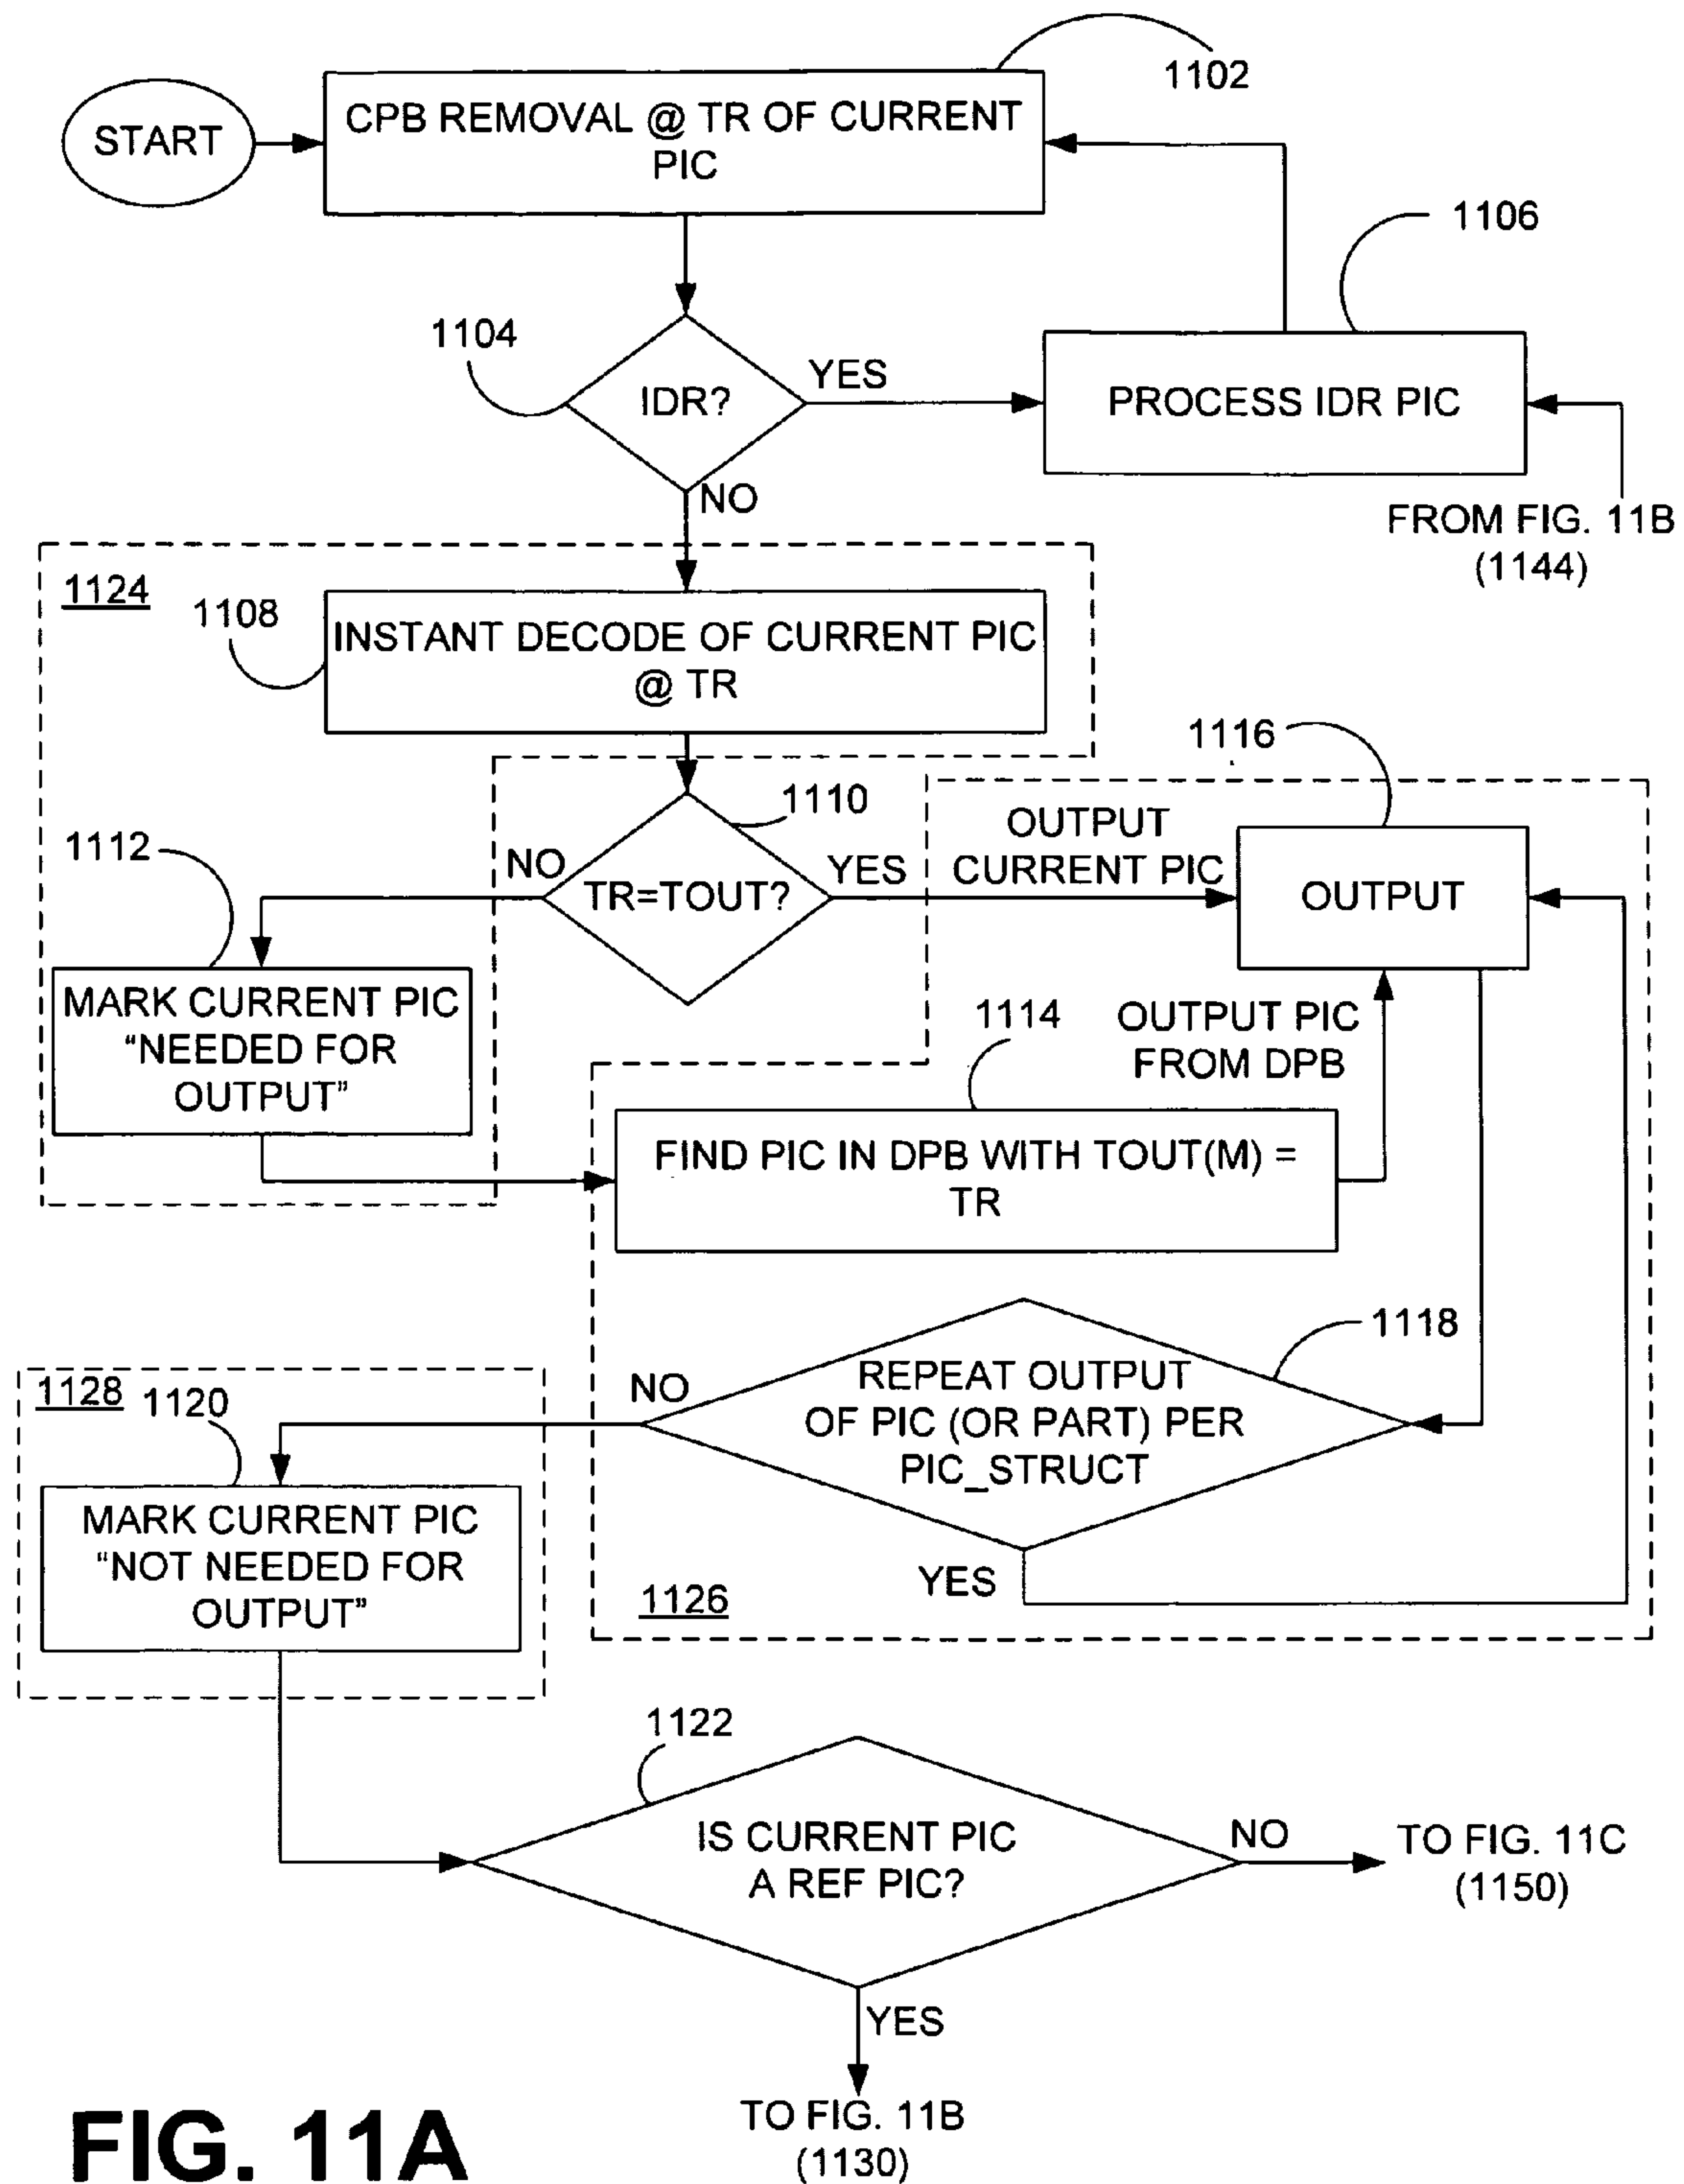 1102
START
CPB REMOVAL @ TR OF CURRENT
PIC
1106
1104
IDR?
YES
PROCESS IDR PIC
NO
FROM FIG. 11B
(1144)
1124
1108
INSTANT DECODE OF CURRENT PIC
@ TR
1116
1110
OUTPUT
CURRENT PIC
1112
NO
TR=TOUT?
YES
OUTPUT
MARK CURRENT PIC
“NEEDED FOR
OUTPUT”
1114
OUTPUT PIC
FROM DPB
FIND PIC IN DPB WITH TOUT(M) =
TR
1118
REPEAT OUTPUT
OF PIC (OR PART) PER
PIC_STRUCT
NO
1128
1120
MARK CURRENT PIC
“NOT NEEDED FOR
OUTPUT”
YES
1126
1122
IS CURRENT PIC
A REF PIC?
NO
TO FIG. 11C
(1150)
YES
TO FIG. 11B
(1130)
FIG. 11A